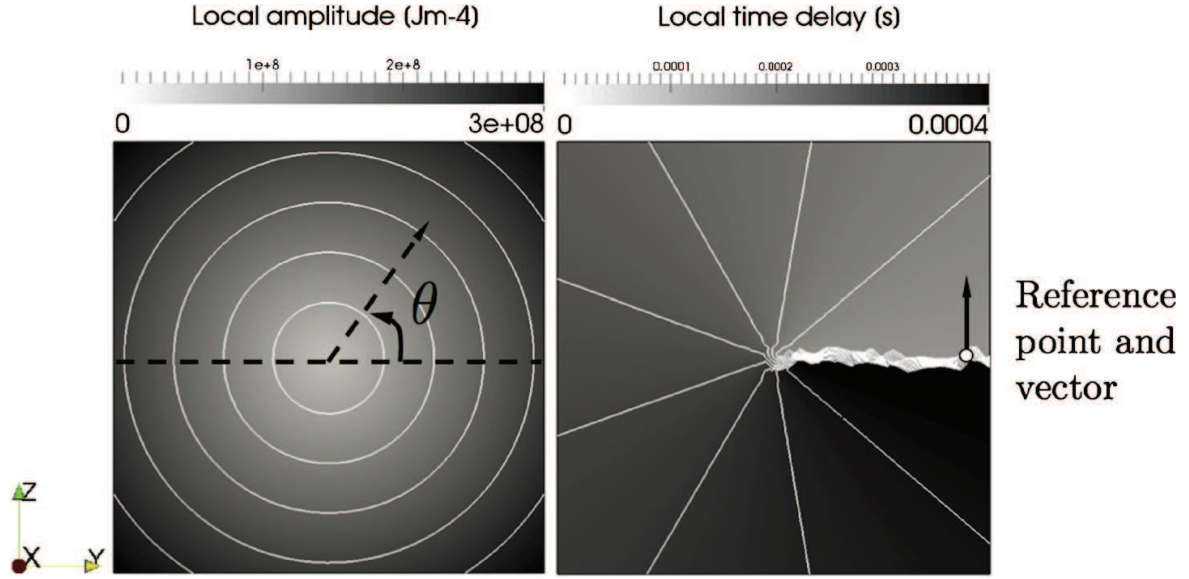 Local amplitude (Jm-4)
Local time delay (s)
1e+8 2e+8
0.0001 0.0002 0.0003
0 3e+08
0 0.0004
θ
Reference
point and
vector
Z
X Y